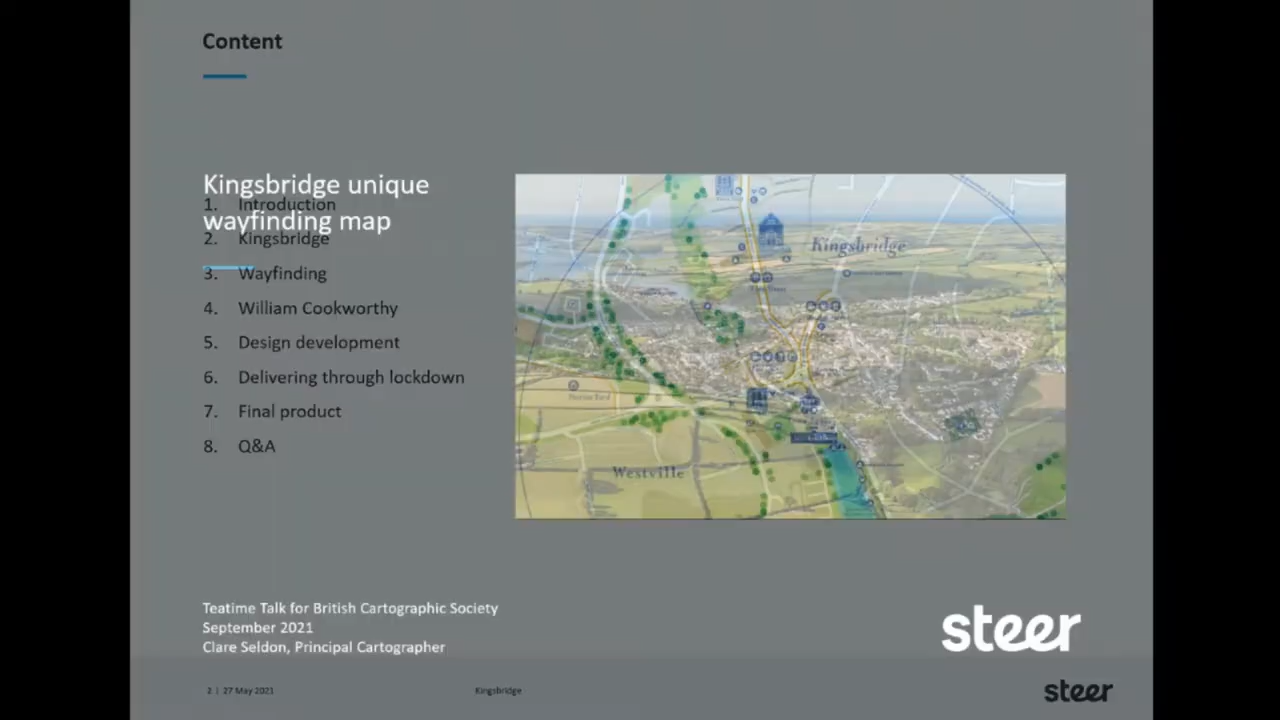 Content
Kingsbridge unique
wayfinding map
1. Introduction
2. Kingsbridge
3. Wayfinding
4. William Cookworthy
5. Design development
6. Delivering through lockdown
7. Final product
8. Q&A
Kingsbridge
Westville
Teatime Talk for British Cartographic Society
September 2021
Clare Seldon, Principal Cartographer
steer
2 | 27 May 2021
Kingsbridge
steer